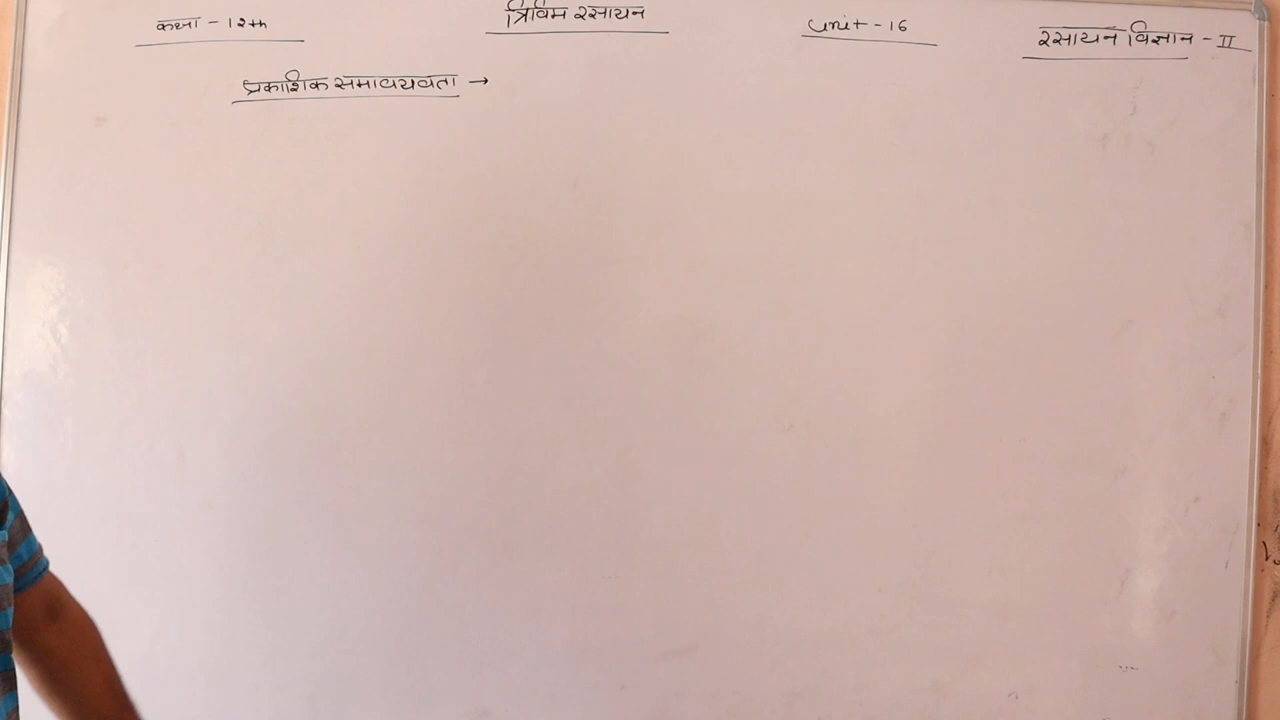 कक्षा - 12th त्रिविम रसायन Unit - 16 रसायन विज्ञान - II
प्रकाशिक समावयवता →